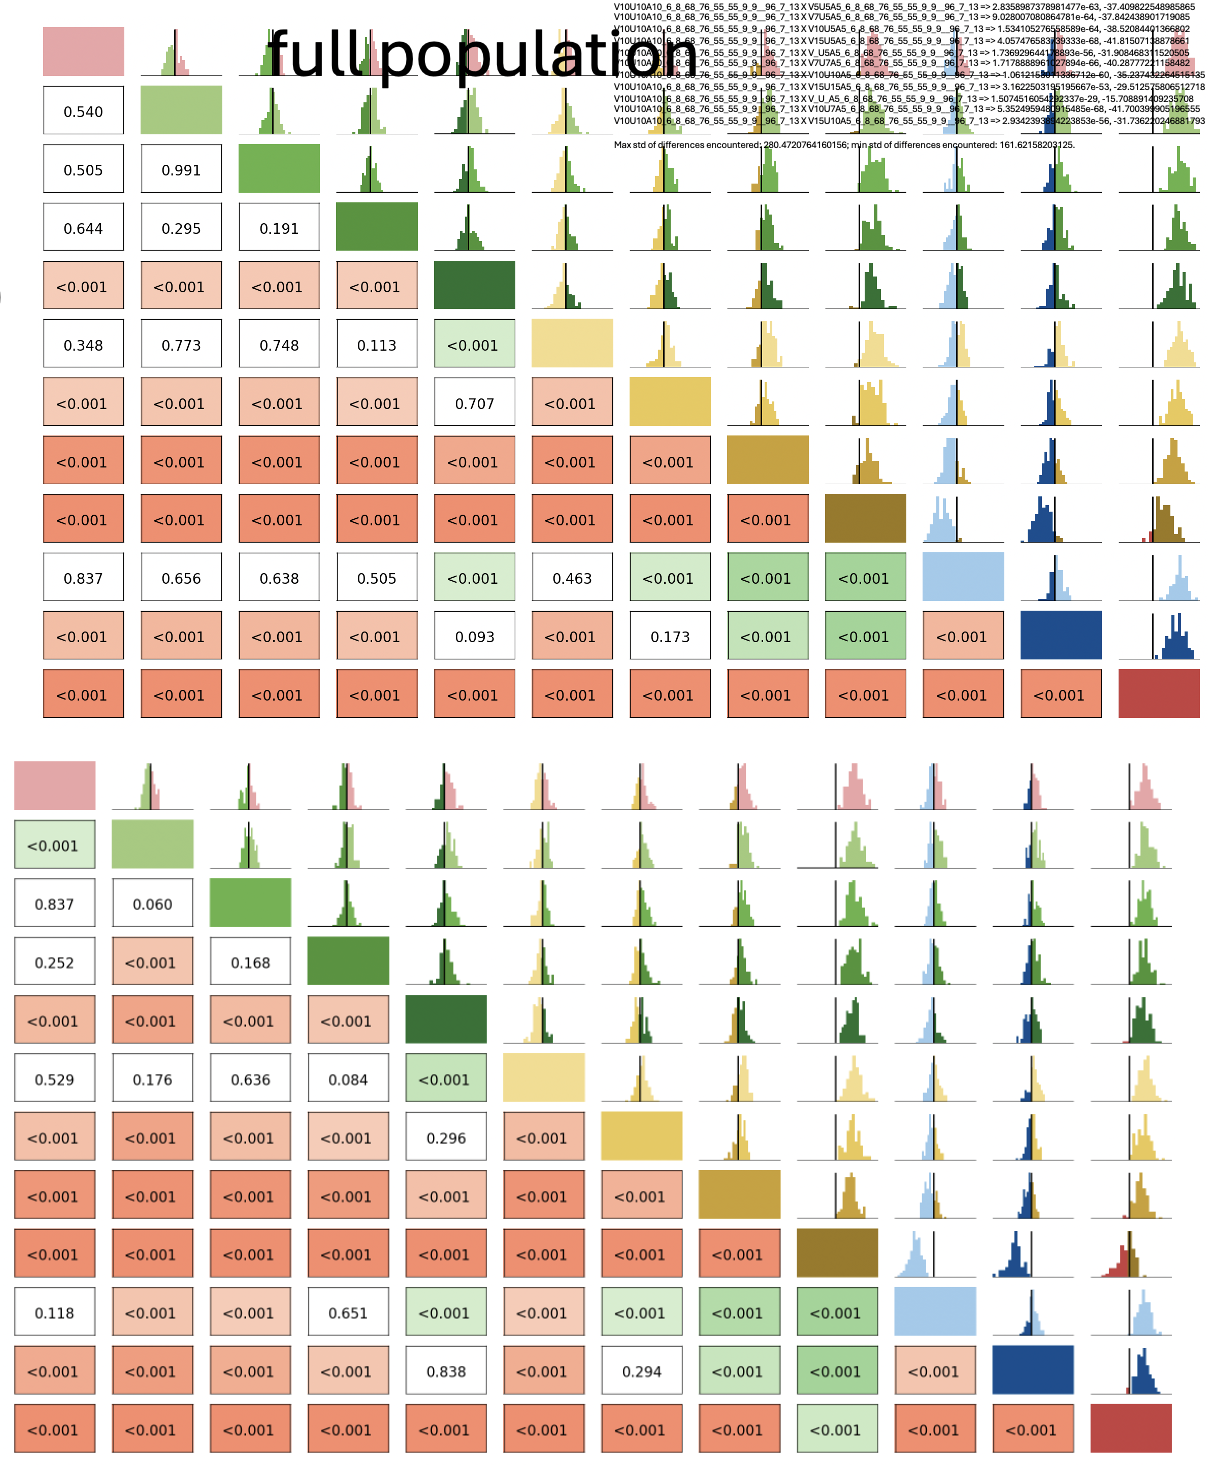 V10U10A10_6_8_68_76_55_55_9_9__96_7_13 X V5U5A5_6_8_68_76_55_55_9_9__96_7_13 => 2.8358987378981477e-63, -37.409822548985865
V10U10A10_6_8_68_76_55_55_9_9__96_7_13 X V7U5A5_6_8_68_76_55_55_9_9__96_7_13 => 9.028007080864781e-64, -37.842438901719085
full population
Max std of differences encountered: 280.4720764160156; min std of differences encountered: 161.62158203125.
0.540
0.505 0.991
0.644 0.295 0.191
<0.001 <0.001 <0.001 <0.001
0.348 0.773 0.748 0.113 <0.001
<0.001 <0.001 <0.001 <0.001 0.707 <0.001
<0.001 <0.001 <0.001 <0.001 <0.001 <0.001 <0.001
<0.001 <0.001 <0.001 <0.001 <0.001 <0.001 <0.001 <0.001
0.837 0.656 0.638 0.505 <0.001 0.463 <0.001 <0.001 <0.001
<0.001 <0.001 <0.001 <0.001 0.093 <0.001 0.173 <0.001 <0.001 <0.001
<0.001 <0.001 <0.001 <0.001 <0.001 <0.001 <0.001 <0.001 <0.001 <0.001 <0.001
<0.001
0.837 0.060
0.252 <0.001 0.168
<0.001 <0.001 <0.001 <0.001
0.529 0.176 0.636 0.084 <0.001
<0.001 <0.001 <0.001 <0.001 0.296 <0.001
<0.001 <0.001 <0.001 <0.001 <0.001 <0.001 <0.001
<0.001 <0.001 <0.001 <0.001 <0.001 <0.001 <0.001 <0.001
0.118 <0.001 <0.001 0.651 <0.001 <0.001 <0.001 <0.001 <0.001
<0.001 <0.001 <0.001 <0.001 0.838 <0.001 0.294 <0.001 <0.001 <0.001
<0.001 <0.001 <0.001 <0.001 <0.001 <0.001 <0.001 <0.001 <0.001 <0.001 <0.001